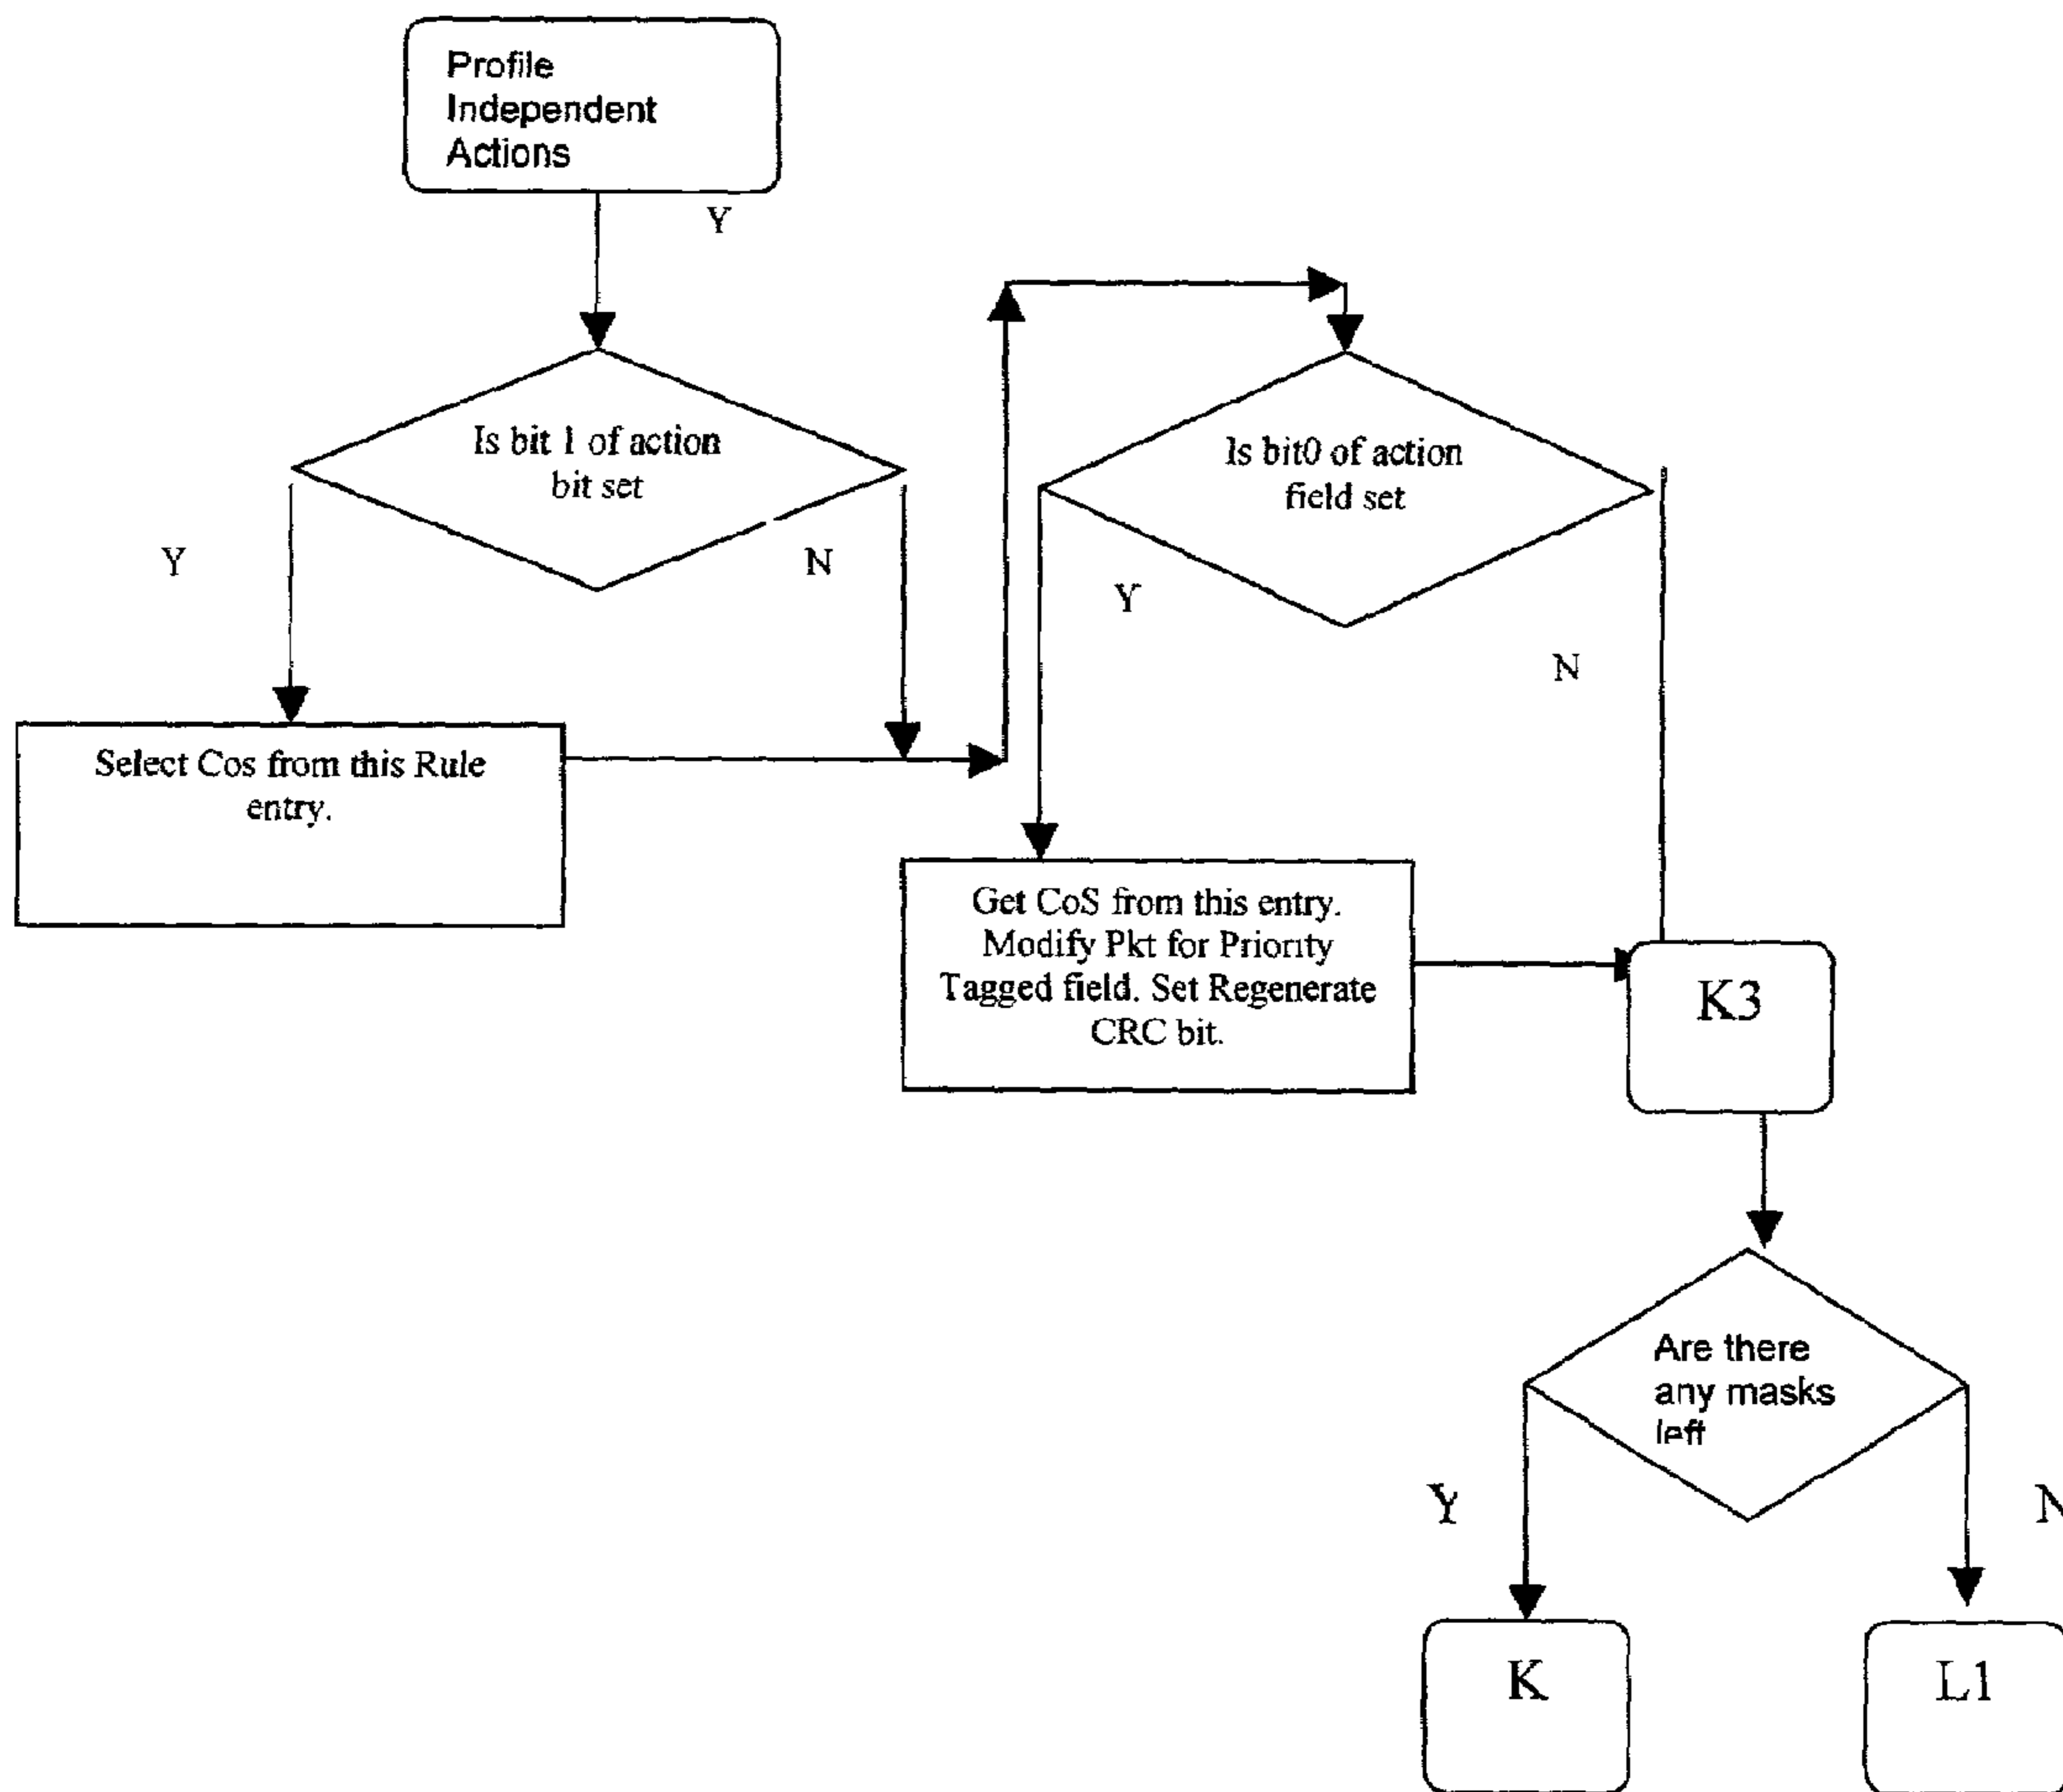 Profile
Independent
Actions
Y
Is bit 1 of action
bit set
Y
N
Is bit0 of action
field set
Y
N
Select Cos from this Rule
entry.
Get CoS from this entry.
Modify Pkt for Priority
Tagged field. Set Regenerate
CRC bit.
K3
Are there
any masks
left
Y
N
K
L1